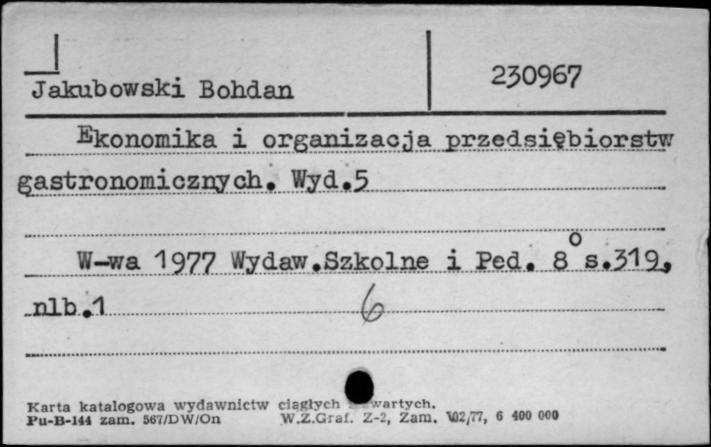 Jakubowski Bohdan
230967
Ekonomika i organizacja przedsiębiorstw
gastronomicznych. Wyd.5
W-wa 1977 Wydaw.Szkolne i Ped. 8° s.319,
nlb.1
6
Karta katalogowa wydawnictw ciągłych wartych.
Pu-B-144 zam. 567/DW/On W.Z.Graf. Z-2, Zam. 102/77, 6 400 000